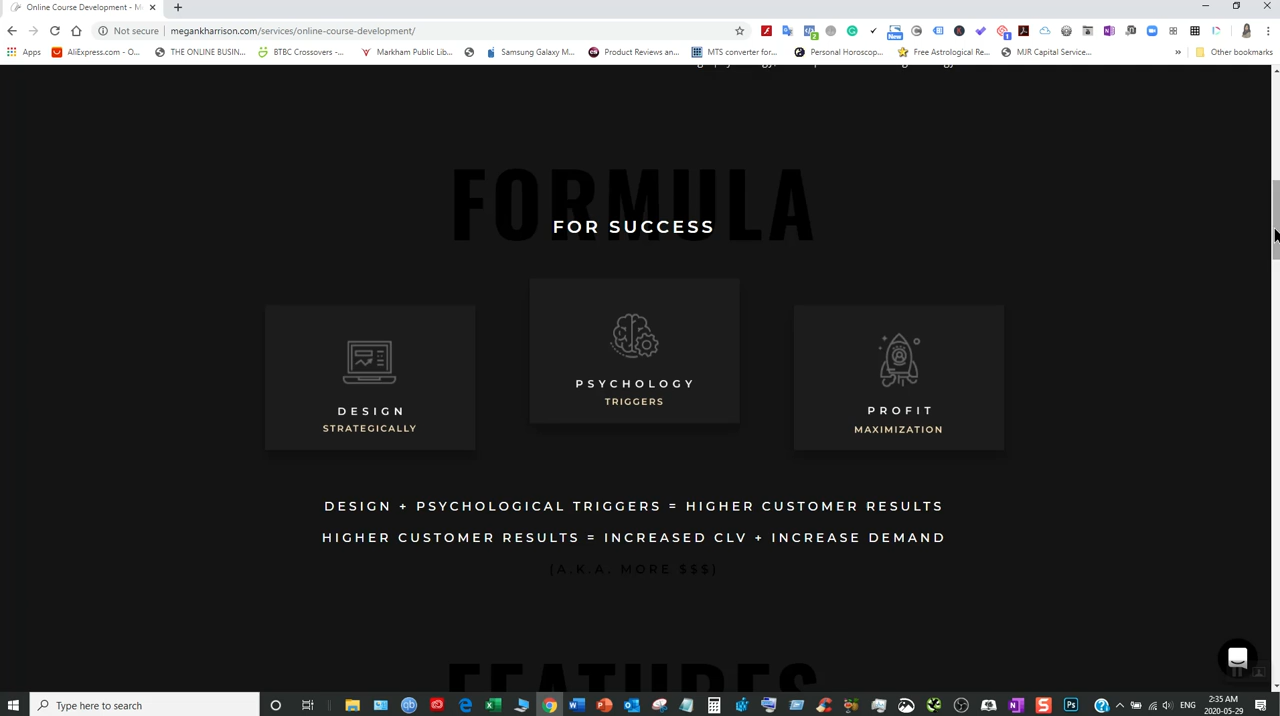 Online Course Development - M
Not secure | megankharrison.com/services/online-course-development/
Apps
AliExpress.com - O...
THE ONLINE BUSIN...
BTBC Crossovers -...
Markham Public Lib...
Samsung Galaxy M...
Product Reviews an...
MTS converter for...
Personal Horoscop...
Free Astrological Re...
MJR Capital Service...
»
Other bookmarks
FORMULA
FOR SUCCESS
DESIGN
STRATEGICALLY
PSYCHOLOGY
TRIGGERS
PROFIT
MAXIMIZATION
DESIGN + PSYCHOLOGICAL TRIGGERS = HIGHER CUSTOMER RESULTS
HIGHER CUSTOMER RESULTS = INCREASED CLV + INCREASE DEMAND
(A.K.A. MORE $$$)
FEATURES
Type here to search
ENG
2:35 AM
2020-05-29